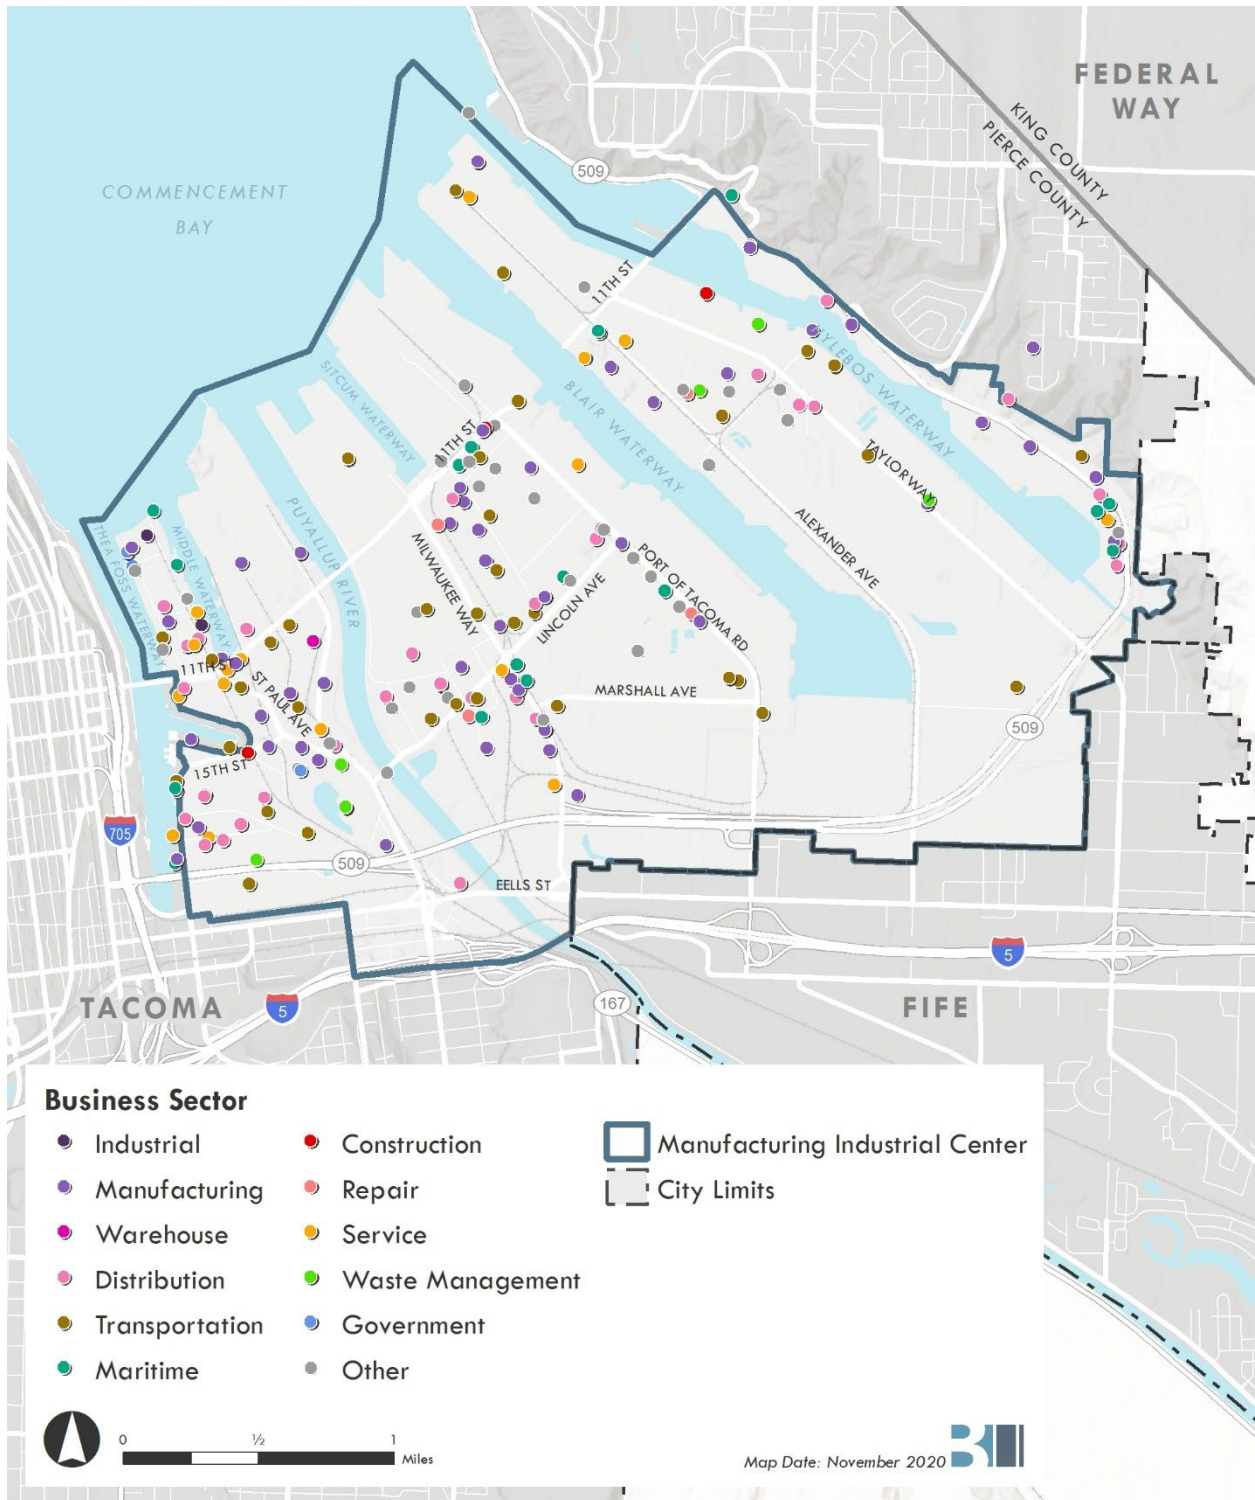 FEDERAL
WAY
KING COUNTY
PIERCE COUNTY
COMMENCEMENT
BAY
509
11TH ST
HYLEBOS WATERWAY
SITCUM WATERWAY
BLAIR WATERWAY
11TH ST
TAYLOR WAY
PUYALLUP RIVER
THEA FOSS WATERWAY
MIDDLE WATERWAY
MILWAUKEE WAY
ALEXANDER AVE
PORT OF TACOMA RD
LINCOLN AVE
11TH ST
ST PAUL AVE
MARSHALL AVE
509
15TH ST
705
509
EELLS ST
5
TACOMA
5
167
FIFE
Business Sector
Industrial
Manufacturing
Warehouse
Distribution
Transportation
Maritime
Construction
Repair
Service
Waste Management
Government
Other
Manufacturing Industrial Center
City Limits
0 ½ 1
Miles
Map Date: November 2020